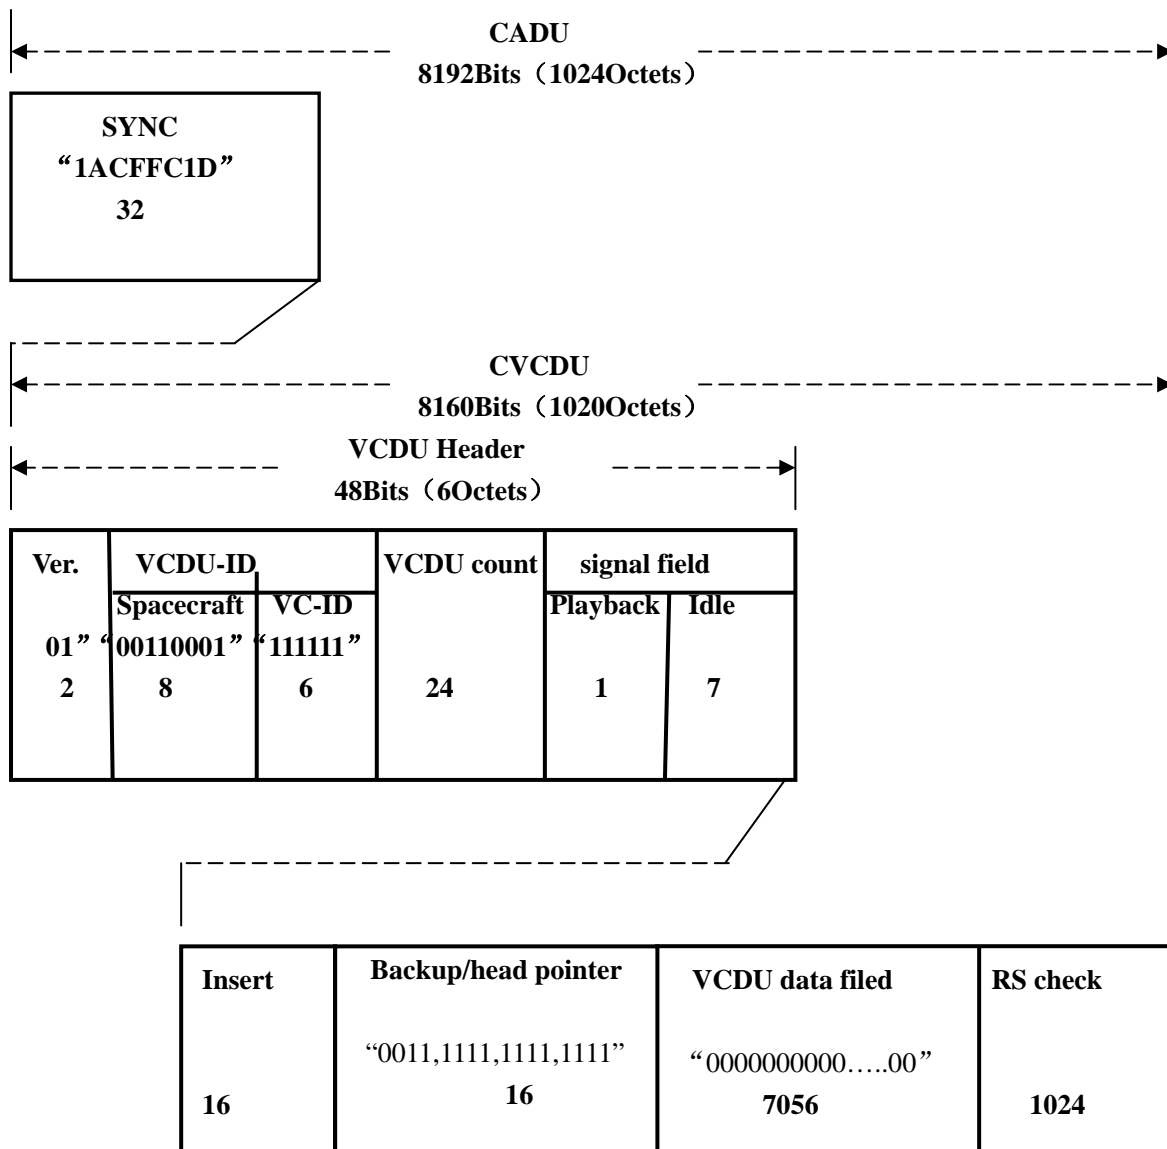 CADU
8192Bits（1024Octets）
SYNC
“1ACFFC1D”
32
CVCDU
8160Bits（1020Octets）
VCDU Header
48Bits（6Octets）
Ver. VCDU-ID VCDU count signal field
Spacecraft VC-ID Playback Idle
01” “00110001” “111111”
2 8 6 24 1 7
Insert Backup/head pointer VCDU data filed RS check
“0011,1111,1111,1111” “0000000000…..00”
16 16 7056 1024